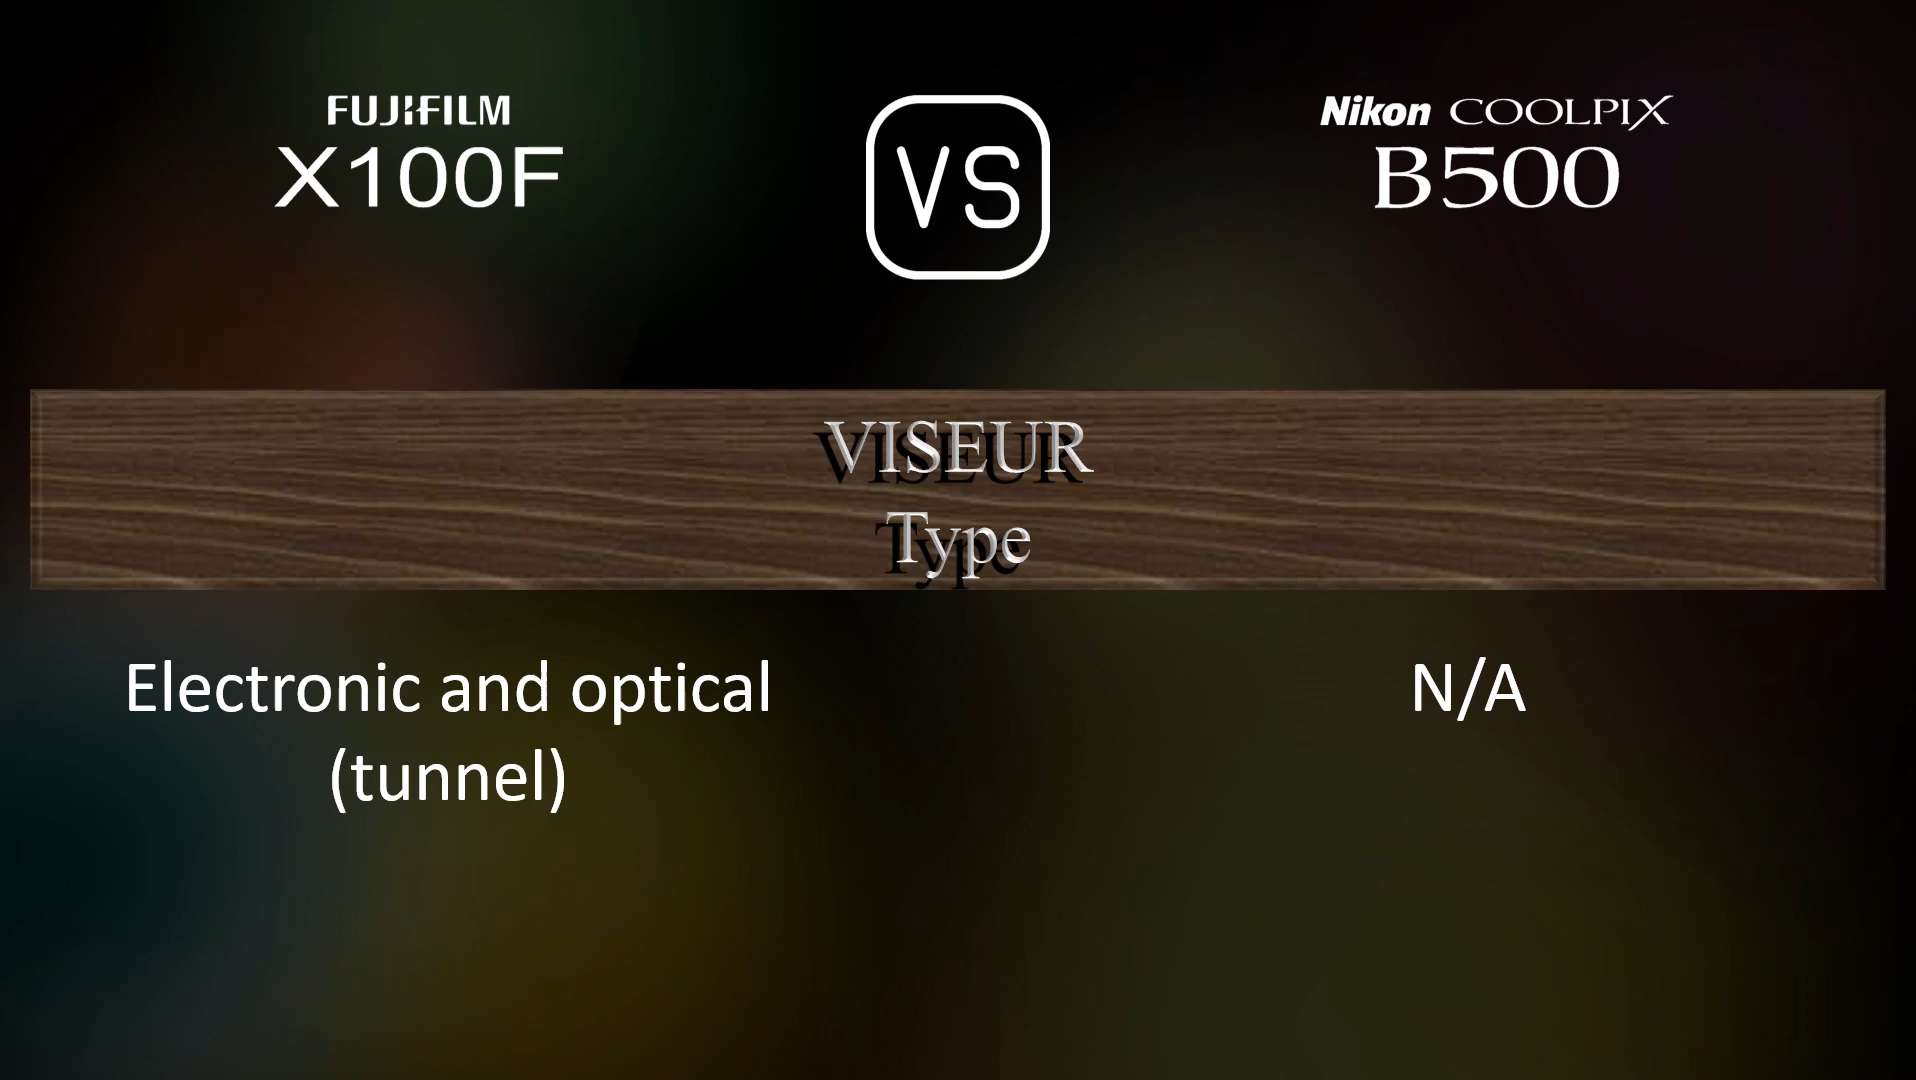 FUJIFILM
X100F
VS
Nikon COOLPIX
B500
VISEUR
Type
Electronic and optical
(tunnel)
N/A